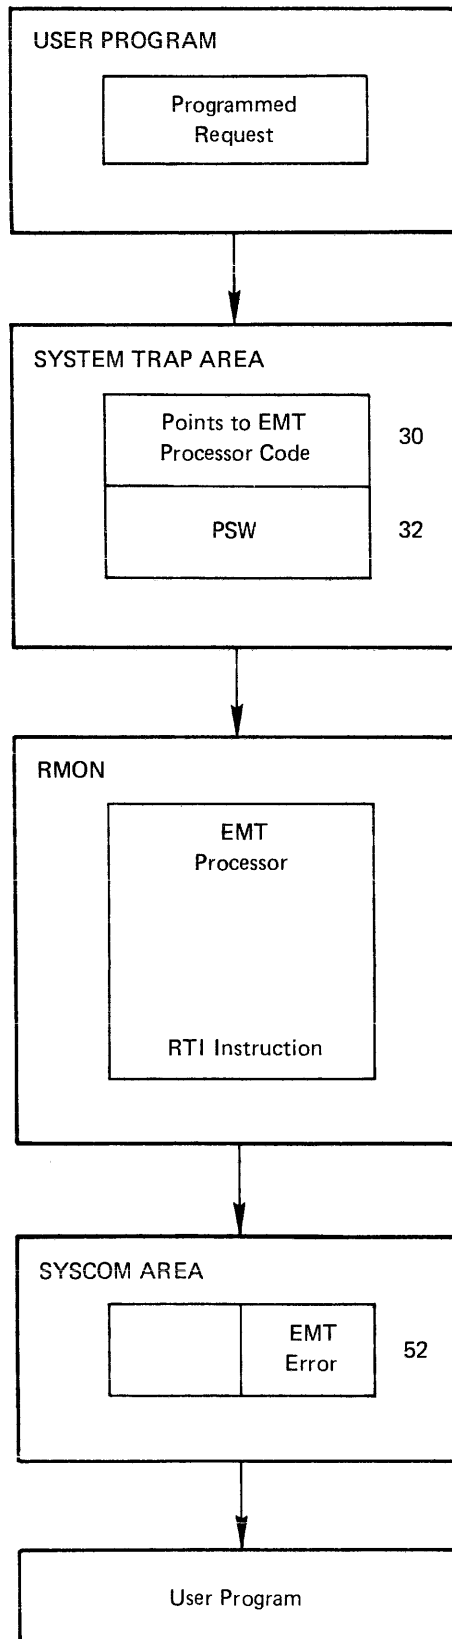 USER PROGRAM
Programmed
Request
SYSTEM TRAP AREA
Points to EMT
Processor Code
30
PSW
32
RMON
EMT
Processor
RTI Instruction
SYSCOM AREA
EMT
Error
52
User Program